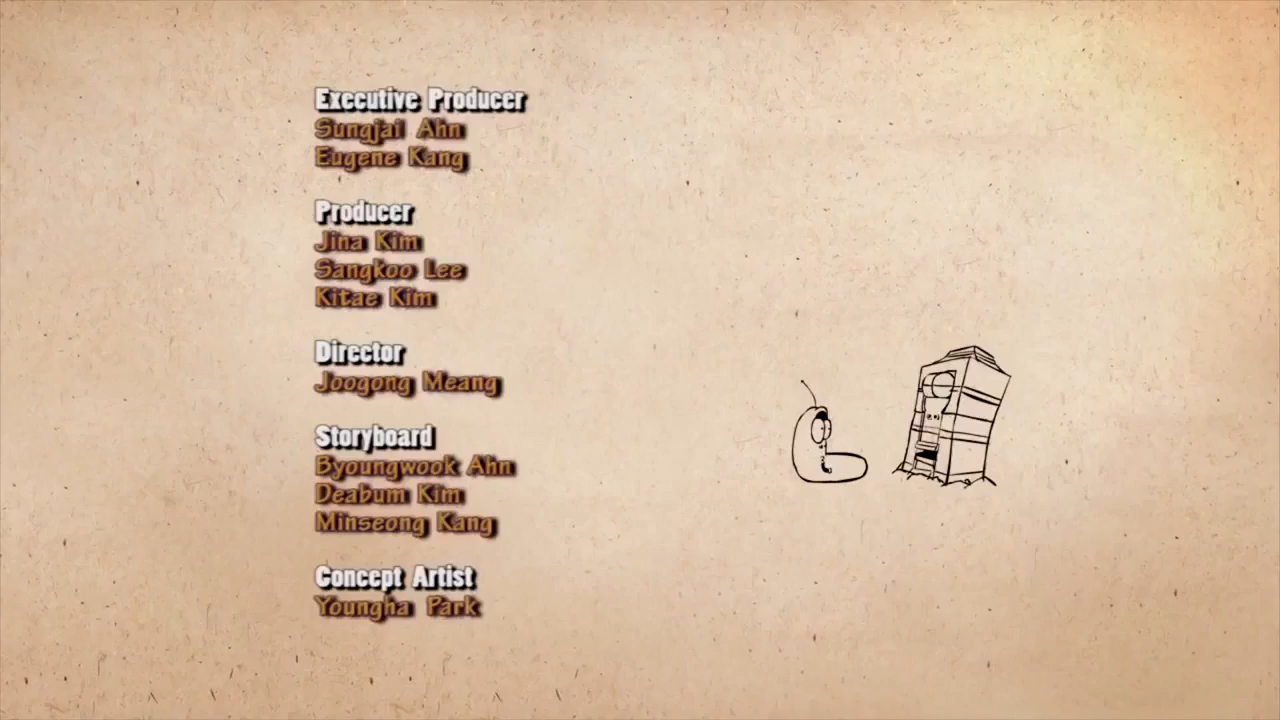 Executive Producer
Sungjai Ahn
Eugene Kang
Producer
Jina Kim
Sangkoo Lee
Kitae Kim
Director
Joogong Meang
Storyboard
Byoungwook Ahn
Deabum Kim
Minseong Kang
Concept Artist
Youngha Park